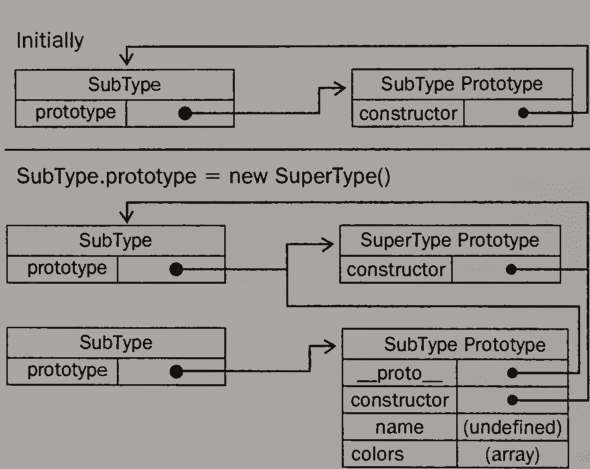 Initially
SubType
prototype
SubType Prototype
constructor
SubType.prototype = new SuperType()
SubType
prototype
SuperType Prototype
constructor
SubType
prototype
SubType Prototype
__proto__
constructor
name (undefined)
colors (array)